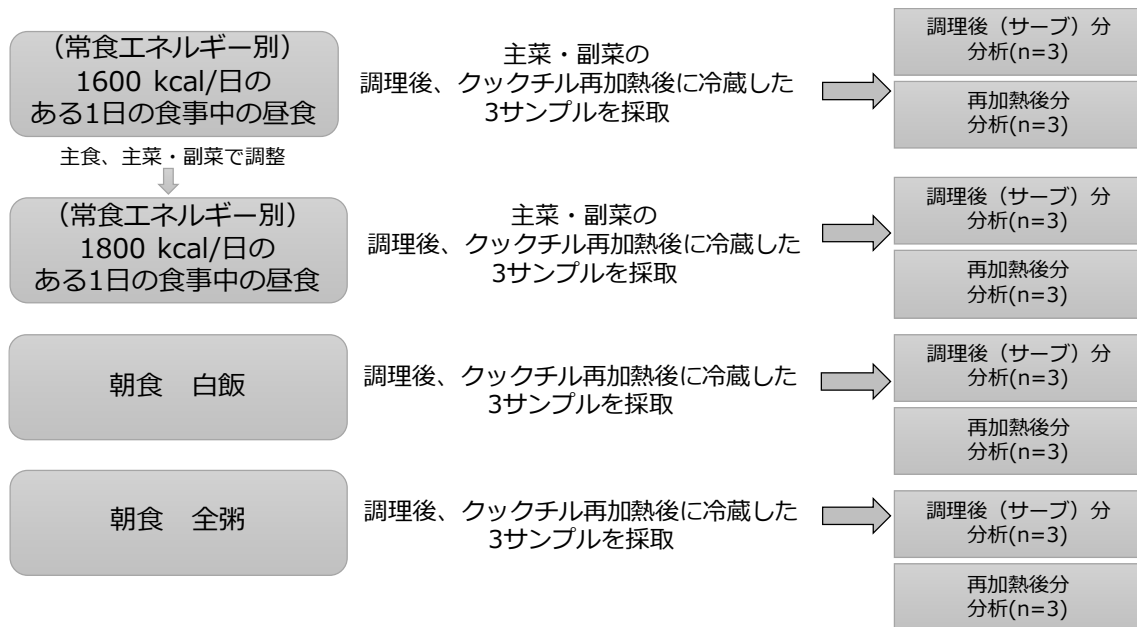 （常食エネルギー別）
1600 kcal/日の
ある1日の食事中の昼食
主菜・副菜の
調理後、クックチル再加熱後に冷蔵した
3サンプルを採取
調理後（サーブ）分
分析(n=3)
再加熱後分
分析(n=3)
主食、主菜・副菜で調整
（常食エネルギー別）
1800 kcal/日の
ある1日の食事中の昼食
主菜・副菜の
調理後、クックチル再加熱後に冷蔵した
3サンプルを採取
調理後（サーブ）分
分析(n=3)
再加熱後分
分析(n=3)
朝食　白飯
調理後、クックチル再加熱後に冷蔵した
3サンプルを採取
調理後（サーブ）分
分析(n=3)
再加熱後分
分析(n=3)
朝食　全粥
調理後、クックチル再加熱後に冷蔵した
3サンプルを採取
調理後（サーブ）分
分析(n=3)
再加熱後分
分析(n=3)